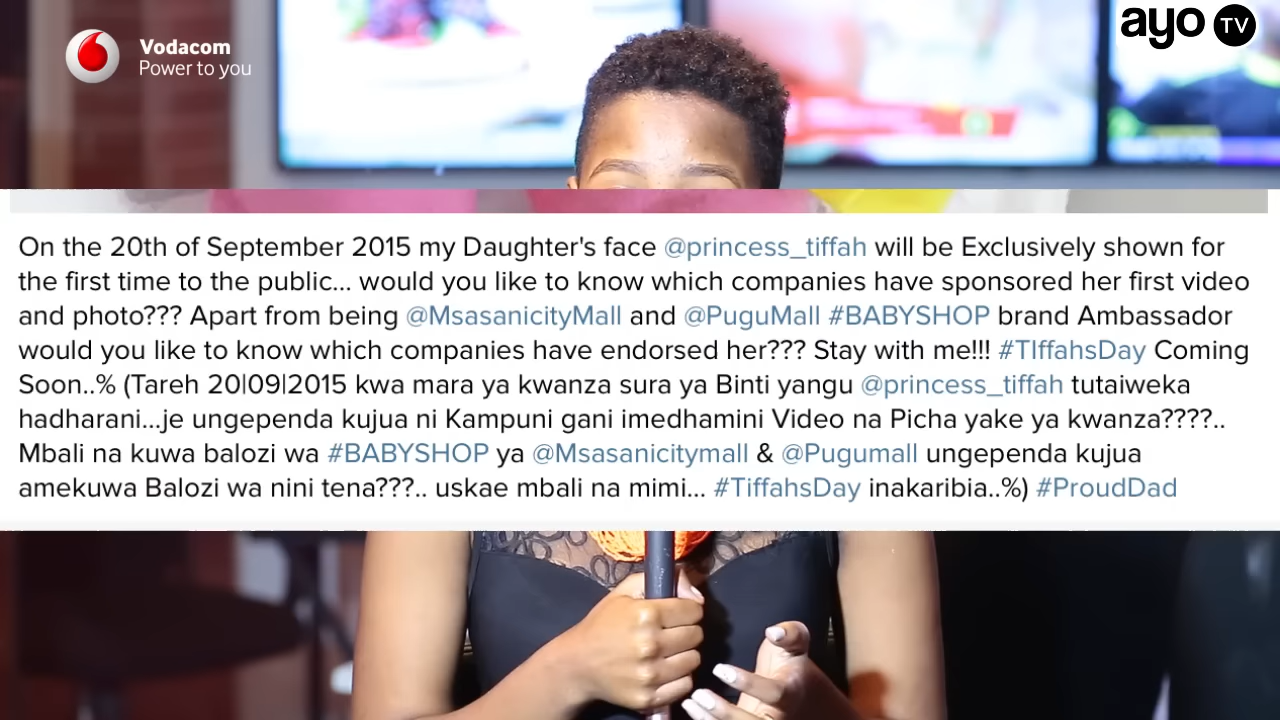 Vodacom
Power to you
ayo TV
On the 20th of September 2015 my Daughter's face @princess_tiffah will be Exclusively shown for
the first time to the public... would you like to know which companies have sponsored her first video
and photo??? Apart from being @MsasanicityMall and @PuguMall #BABYSHOP brand Ambassador
would you like to know which companies have endorsed her??? Stay with me!!! #TIffahsDay Coming
Soon..% (Tareh 20|09|2015 kwa mara ya kwanza sura ya Binti yangu @princess_tiffah tutaiweka
hadharani...je ungependa kujua ni Kampuni gani imedhamini Video na Picha yake ya kwanza????..
Mbali na kuwa balozi wa #BABYSHOP ya @Msasanicitymall & @Pugumall ungependa kujua
amekuwa Balozi wa nini tena???.. uskae mbali na mimi... #TiffahsDay inakaribia..%) #ProudDad